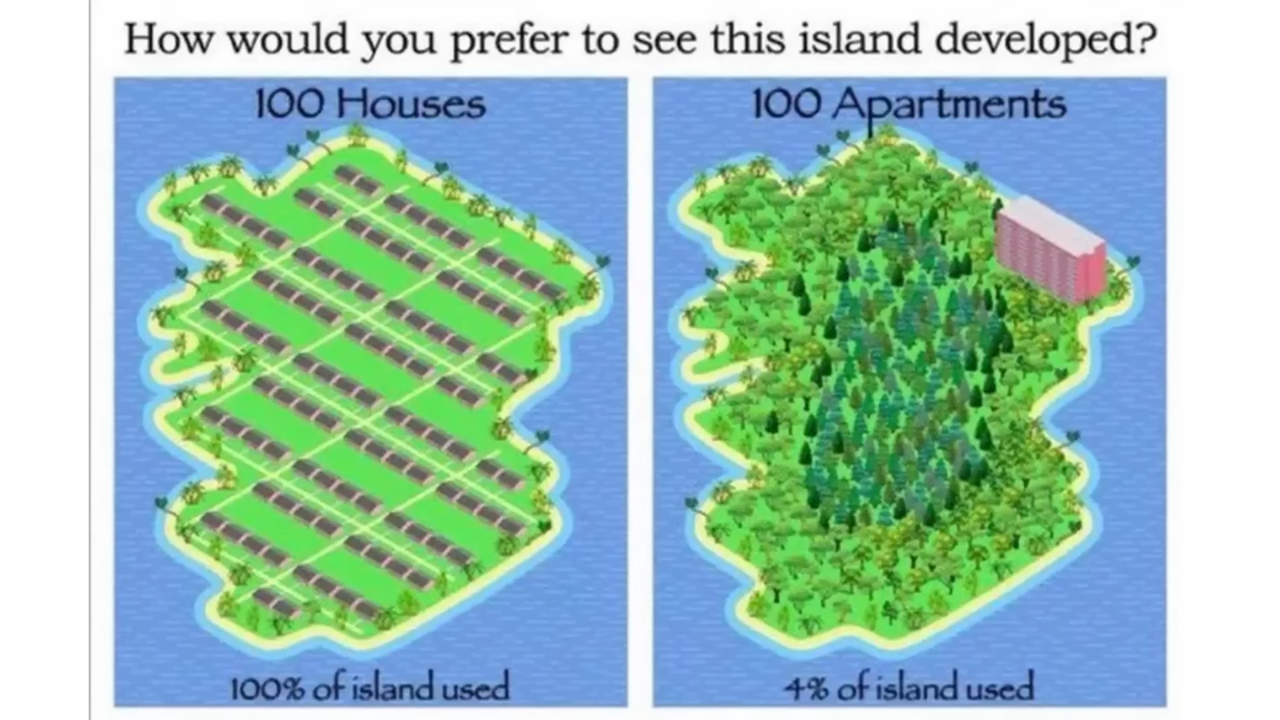 How would you prefer to see this island developed?
100 Houses
100 Apartments
100% of island used
4% of island used